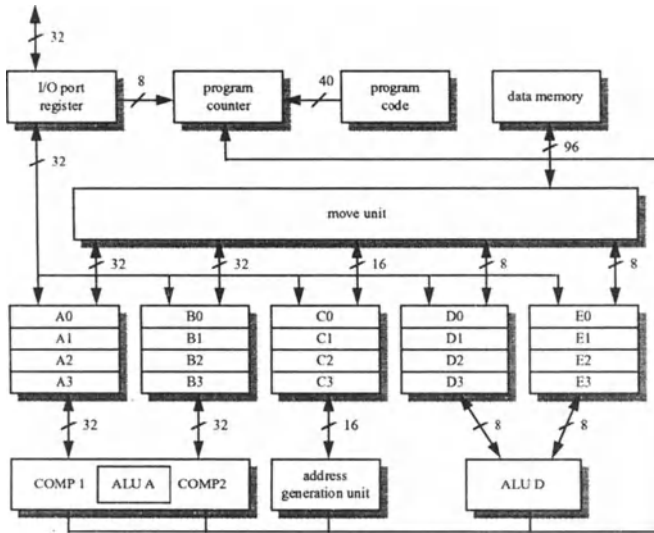 32
I/O port
register
8
program
counter
40
program
code
data memory
32
96
move unit
32
32
16
8
8
A0
A1
A2
A3
B0
B1
B2
B3
C0
C1
C2
C3
D0
D1
D2
D3
E0
E1
E2
E3
32
32
16
8
8
COMP 1
ALU A
COMP2
address
generation unit
ALU D